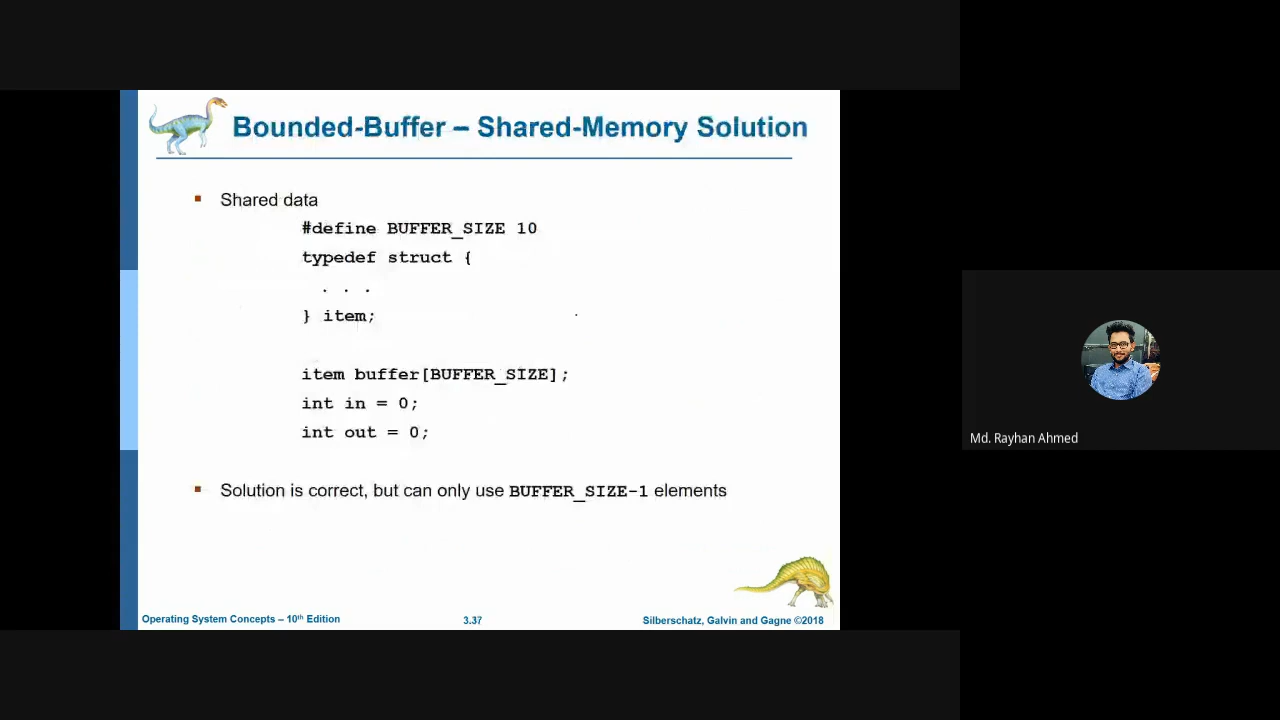 Bounded-Buffer – Shared-Memory Solution
Shared data
#define BUFFER_SIZE 10
typedef struct {
. . .
} item;
item buffer[BUFFER_SIZE];
int in = 0;
int out = 0;
Solution is correct, but can only use BUFFER_SIZE-1 elements
Operating System Concepts – 10th Edition
3.37
Silberschatz, Galvin and Gagne ©2018
Md. Rayhan Ahmed